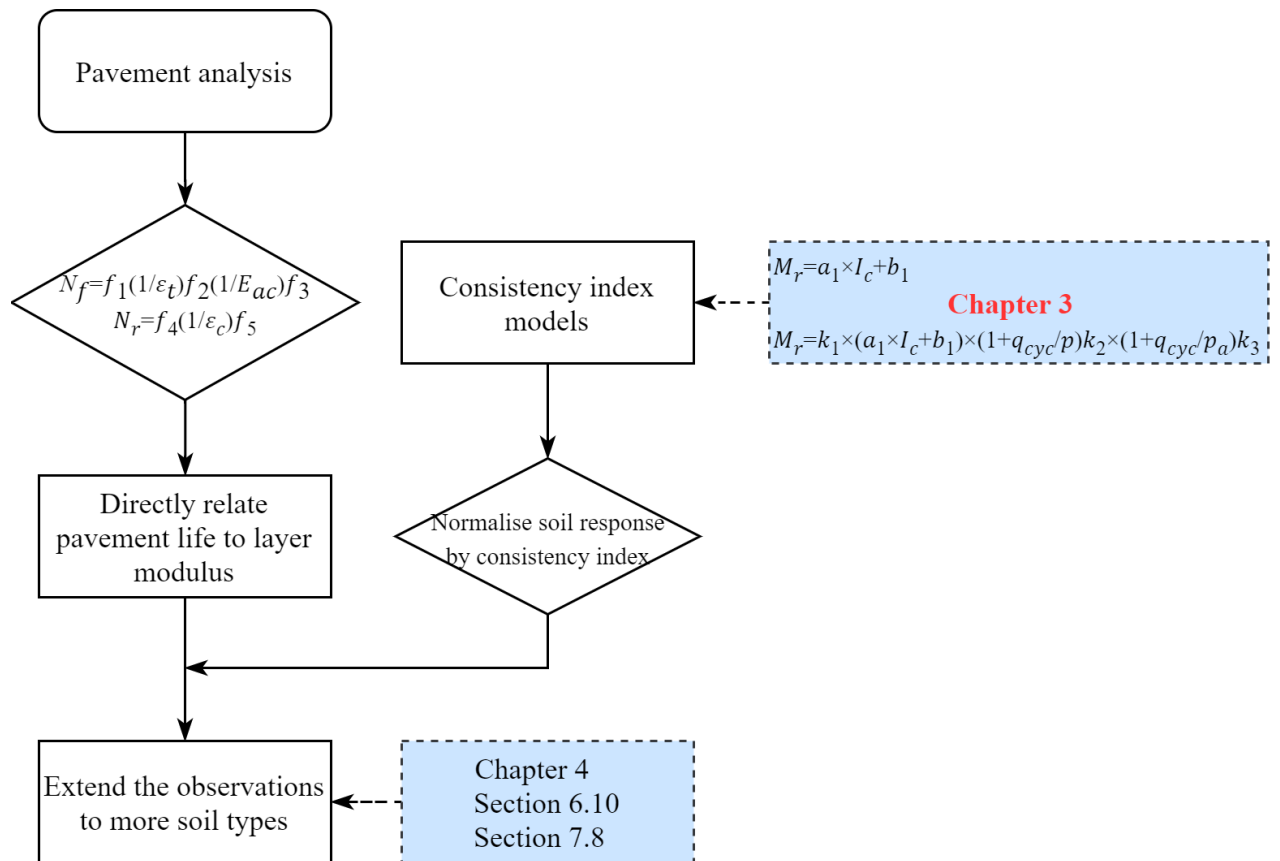 Pavement analysis
N_f=f_1(1/ε_t)f_2(1/E_ac)f_3
N_r=f_4(1/ε_c)f_5
Directly relate
pavement life to layer
modulus
Extend the observations
to more soil types
Consistency index
models
Normalise soil response
by consistency index
M_r=a_1×I_c+b_1
Chapter 3
M_r=k_1×(a_1×I_c+b_1)×(1+q_cyc/p)k_2×(1+q_cyc/p_a)k_3
Chapter 4
Section 6.10
Section 7.8